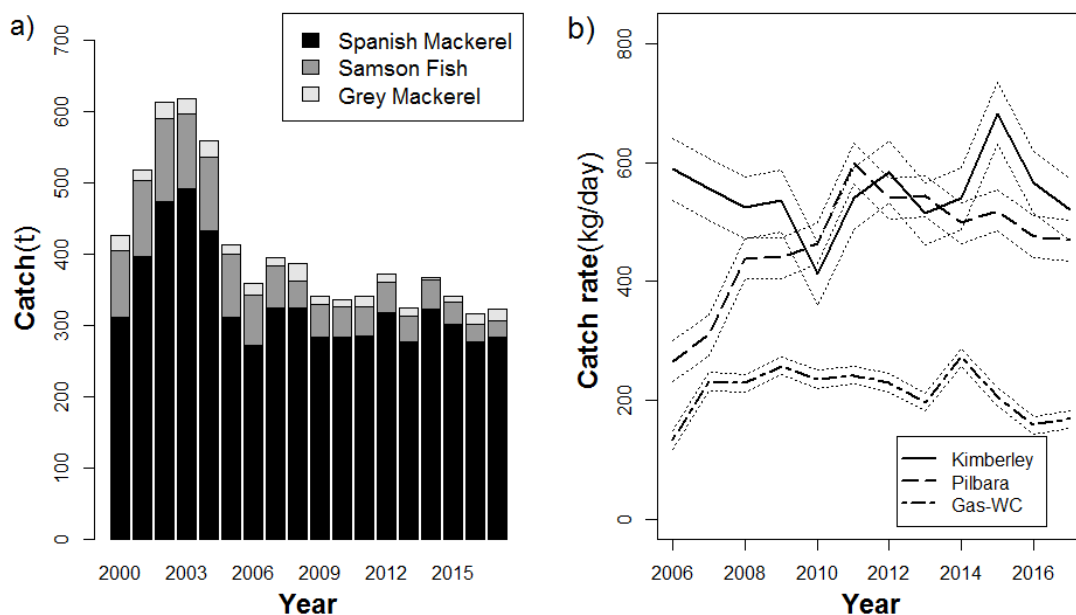 a)
Spanish Mackerel
Samson Fish
Grey Mackerel
Catch(t)
700
600
500
400
300
200
100
0
2000 2003 2006 2009 2012 2015
Year
b)
Catch rate(kg/day)
800
600
400
200
0
Kimberley
Pilbara
Gas-WC
2006 2008 2010 2012 2014 2016
Year